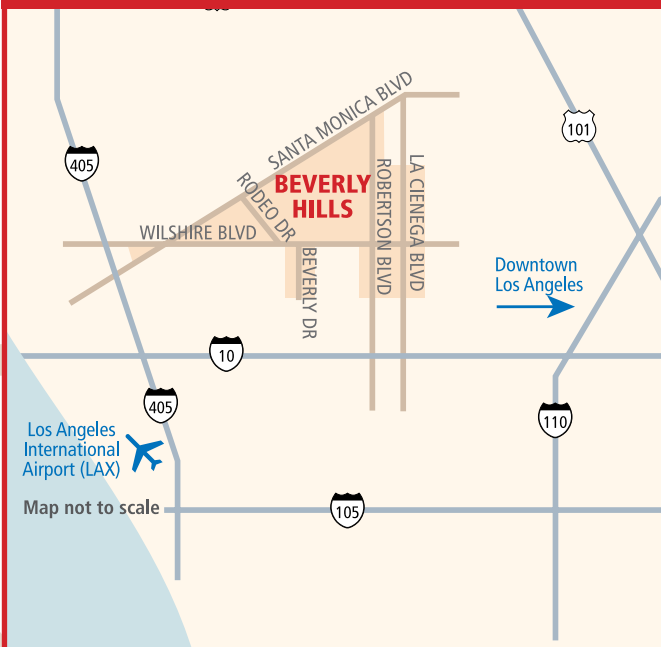 SANTA MONICA BLVD
101
405
BEVERLY
HILLS
RODEO DR
ROBERTSON BLVD
LA CIENEGA BLVD
WILSHIRE BLVD
BEVERLY DR
Downtown
Los Angeles
10
405
110
Los Angeles
International
Airport (LAX)
Map not to scale
105